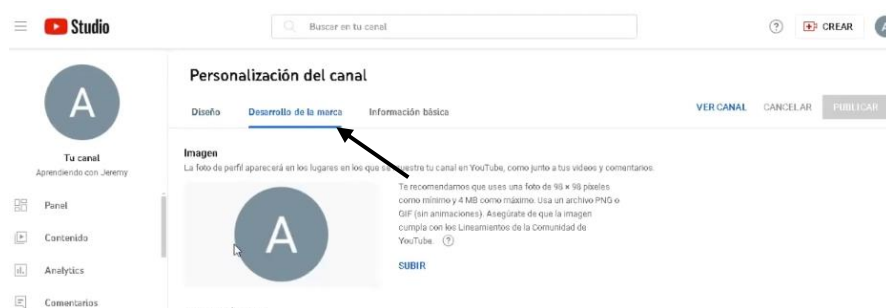 Studio
Buscar en tu canal
CREAR
A
Personalización del canal
Diseño
Desarrollo de la marca
Información básica
VER CANAL
CANCELAR
PUBLICAR
A
Tu canal
Aprendiendo con Jeremy
Panel
Contenido
Analytics
Comentarios
Imagen
La foto de perfil aparecerá en los lugares en los que se muestre tu canal en YouTube, como junto a tus videos y comentarios.
A
Te recomendamos que uses una foto de 98 × 98 píxeles
como mínimo y 4 MB como máximo. Usa un archivo PNG o
GIF (sin animaciones). Asegúrate de que la imagen
cumpla con los Lineamientos de la Comunidad de
YouTube.
SUBIR